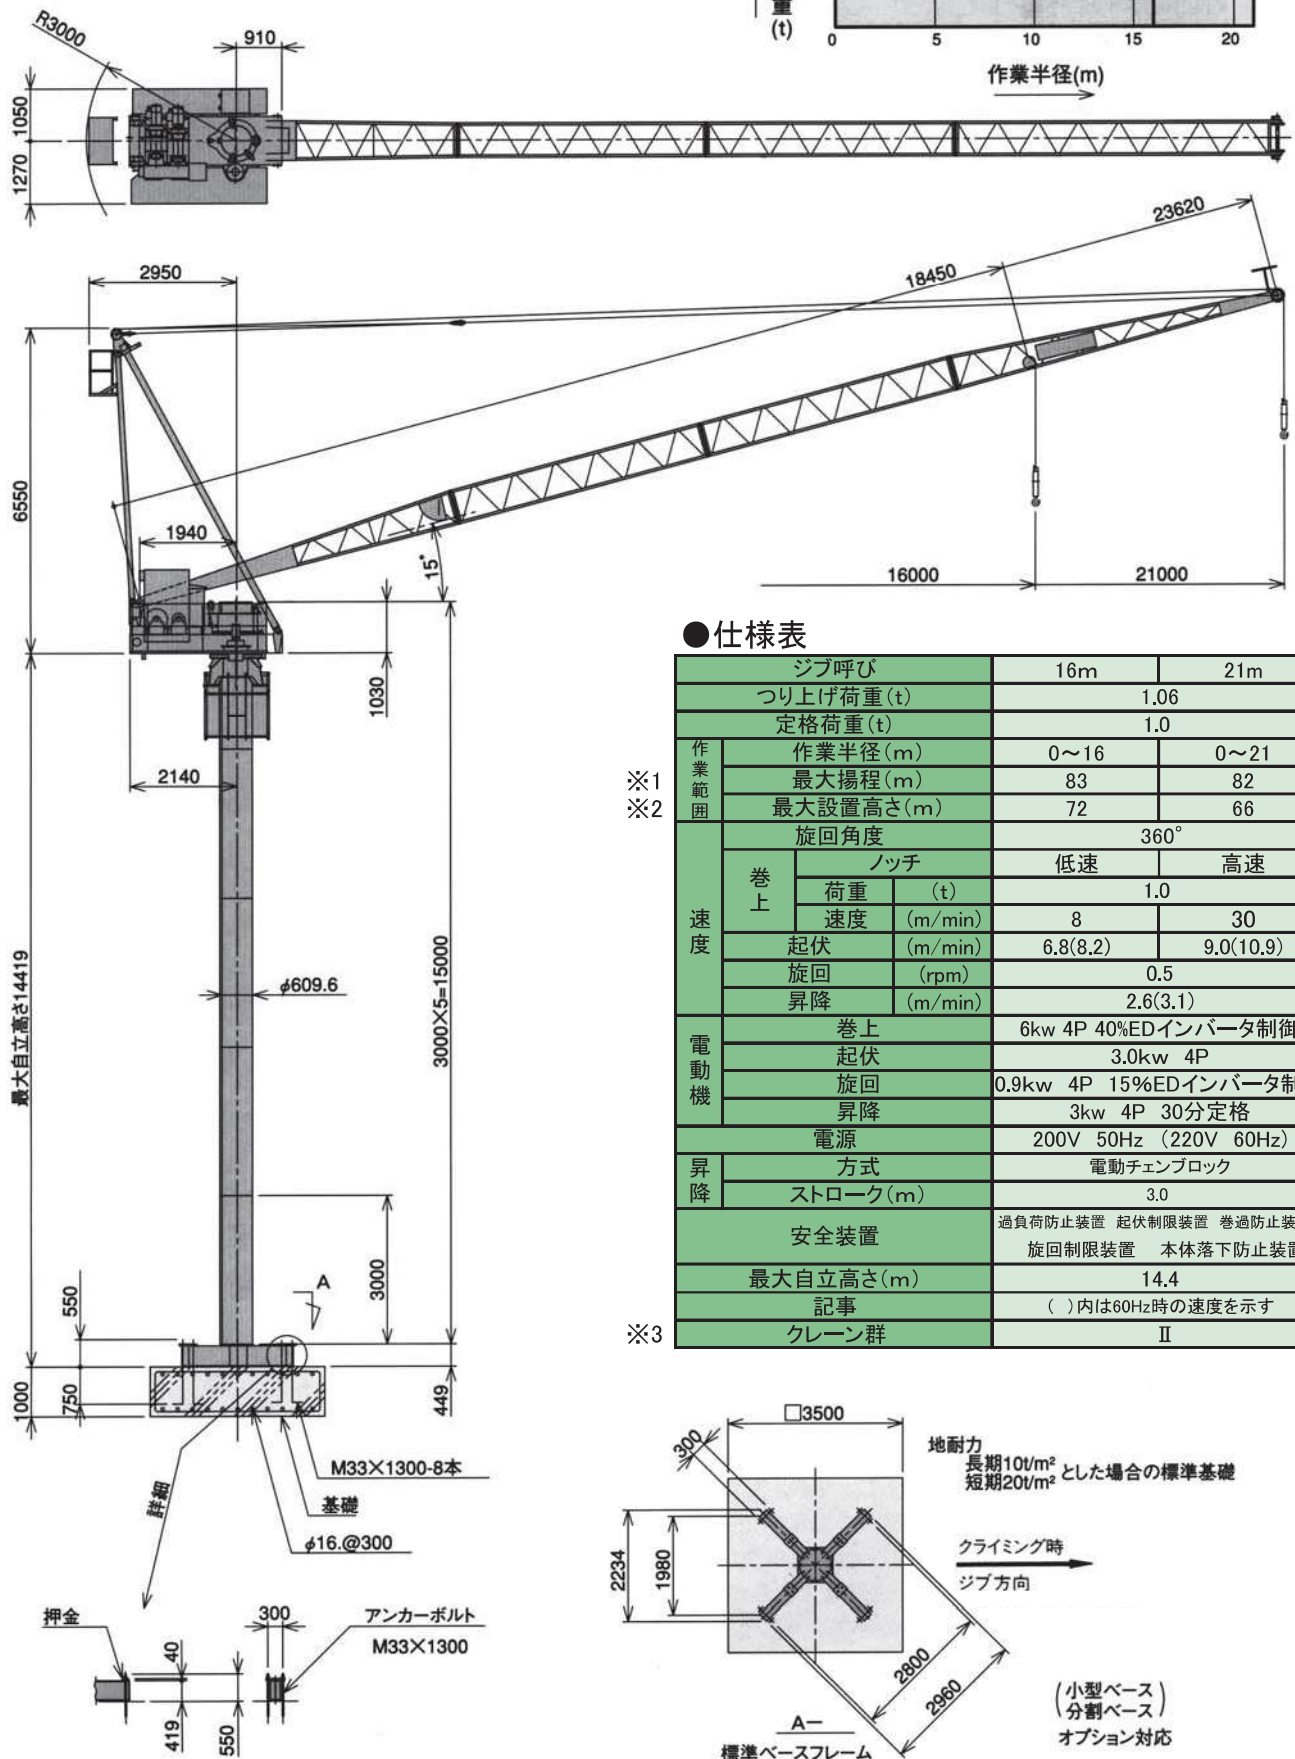 重
(t)
0 5 10 15 20
作業半径(m)
R3000
910
1050
1270
23620
2950
18450
6550
1940
15°
16000
21000
1030
2140
φ609.6
3000×5=15000
最大自立高さ14419
3000
A
550
1000
750
449
M33×1300-8本
基礎
φ16.@300
詳細
●仕様表
ジブ呼び 16m 21m
つり上げ荷重(t) 1.06
定格荷重(t) 1.0
作業範囲 作業半径(m) 0～16 0～21
※1 最大揚程(m) 83 82
※2 最大設置高さ(m) 72 66
速度 旋回角度 360°
巻上 ノッチ 低速 高速
荷重 (t) 1.0
速度 (m/min) 8 30
起伏 (m/min) 6.8(8.2) 9.0(10.9)
旋回 (rpm) 0.5
昇降 (m/min) 2.6(3.1)
電動機 巻上 6kw 4P 40%EDインバータ制御
起伏 3.0kw 4P
旋回 0.9kw 4P 15%EDインバータ制
昇降 3kw 4P 30分定格
電源 200V 50Hz (220V 60Hz)
昇降 方式 電動チェンブロック
ストローク(m) 3.0
安全装置 過負荷防止装置 起伏制限装置 巻過防止装
旋回制限装置 本体落下防止装置
最大自立高さ(m) 14.4
記事 ( )内は60Hz時の速度を示す
※3 クレーン群 Ⅱ
押金
40
419
550
300
アンカーボルト
M33×1300
□3500
300
2234
1980
2800
2960
A－
標準ベースフレーム
地耐力
長期10t/m²
短期20t/m² とした場合の標準基礎
クライミング時
ジブ方向
(小型ベース)
(分割ベース)
オプション対応